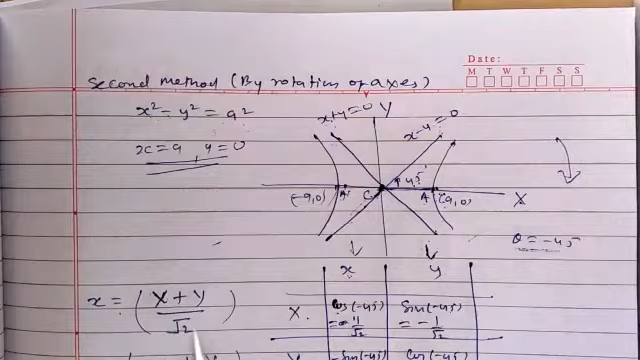 Date:
M T W T F S S
Second method (By rotation of axes)
x² - y² = a²
x = a, y = 0
x+y=0 Y x-y=0
45°
(-a,0) A' C A (a,0) X
θ = -45
x y
x = (X + Y / √2)
X. cos(-45) sin(-45)
= 1/√2 = -1/√2
Y -sin(-45) cos(-45)